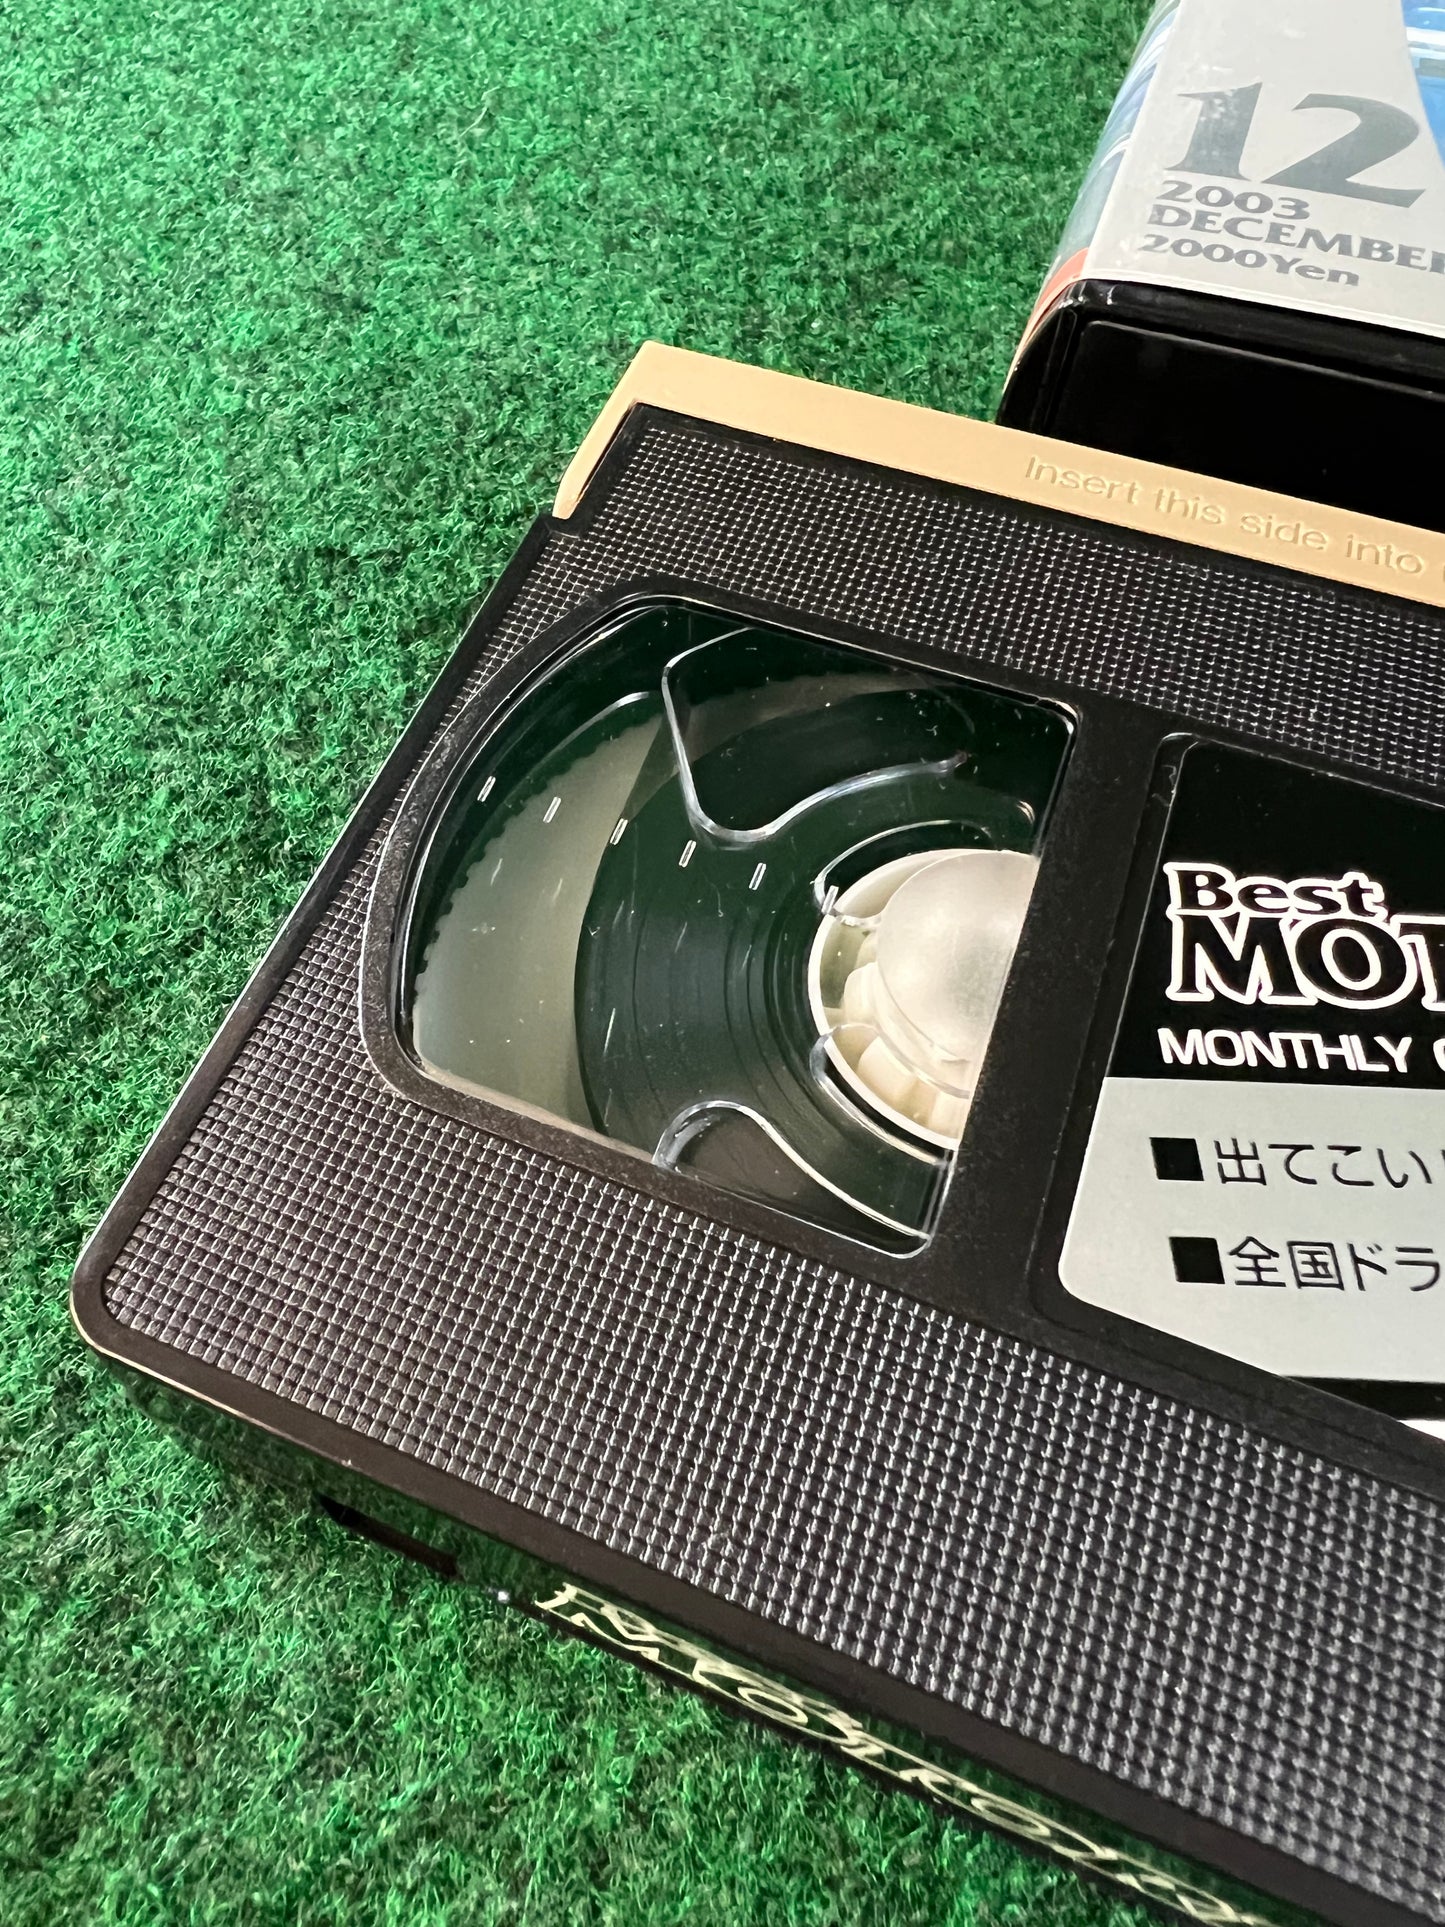 12
2003
DECEMBER
2000Yen
Insert this side into
Best
MOT
MONTHLY
■出てこい
■全国ドラ